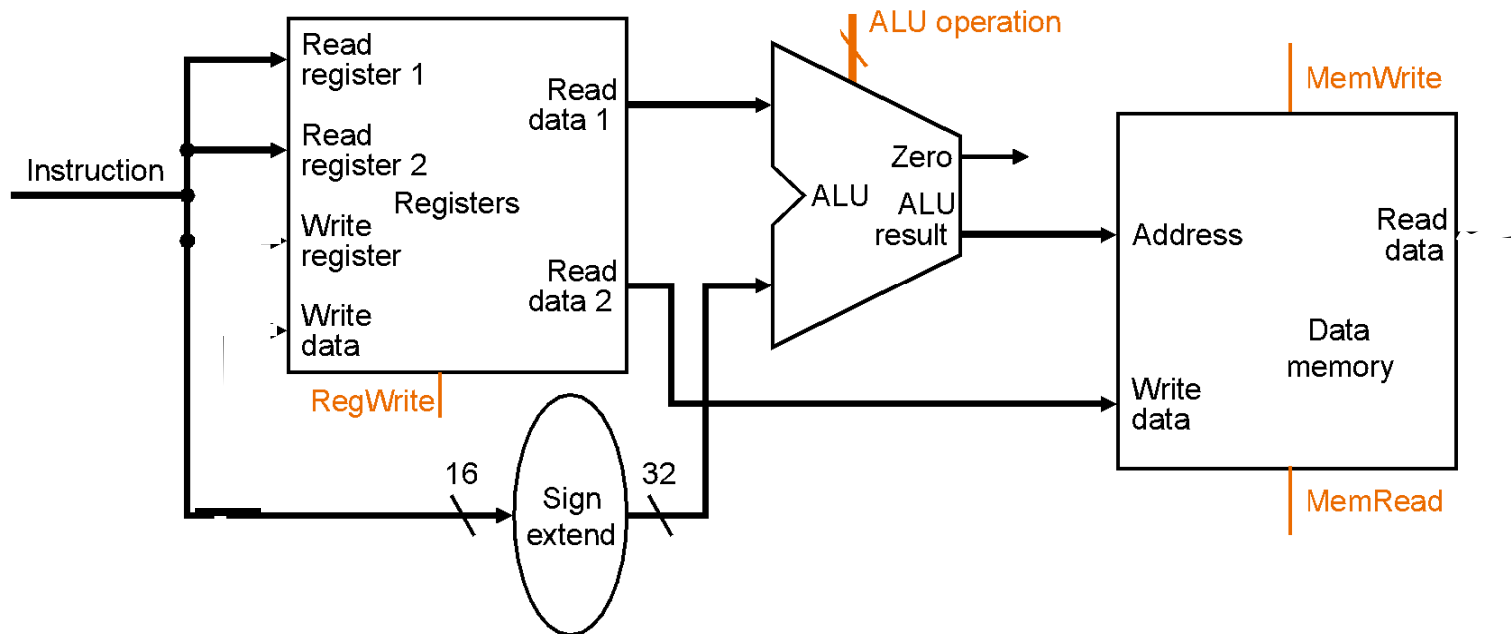 ALU operation
Read
register 1
Read
data 1
MemWrite
Read
register 2
Instruction
Zero
Registers
ALU
ALU
result
Write
register
Address
Read
data
Read
data 2
Write
data
Data
memory
RegWrite
Write
data
16
32
Sign
extend
MemRead